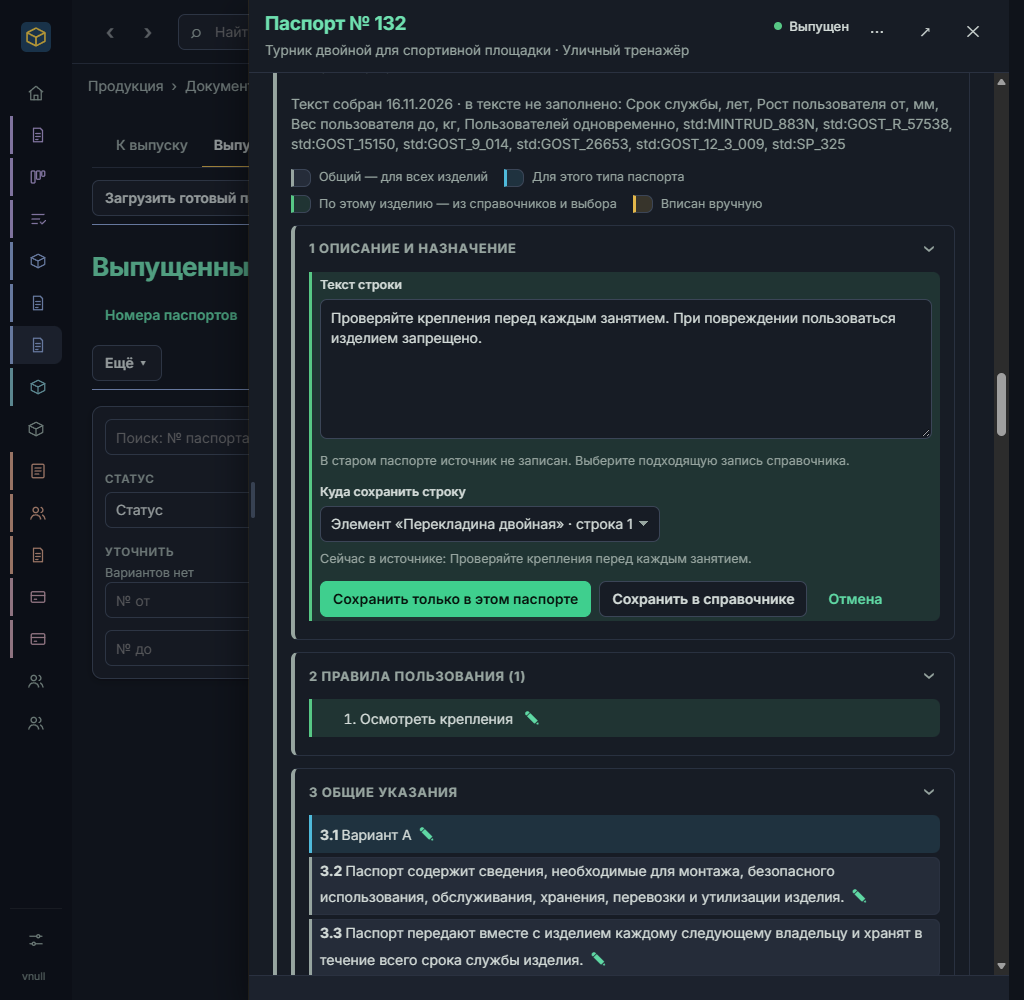 Паспорт № 132
Выпущен
...
Турник двойной для спортивной площадки · Уличный тренажёр
Продукция › Докумен
К выпуску
Выпу
Загрузить готовый п
Выпущенны
Номера паспортов
Ещё
Поиск: № паспорта
СТАТУС
Статус
УТОЧНИТЬ
Вариантов нет
№ от
№ до
vnull
Найт
Текст собран 16.11.2026 · в тексте не заполнено: Срок службы, лет, Рост пользователя от, мм,
Вес пользователя до, кг, Пользователей одновременно, std:MINTRUD_883N, std:GOST_R_57538,
std:GOST_15150, std:GOST_9_014, std:GOST_26653, std:GOST_12_3_009, std:SP_325
Общий — для всех изделий
Для этого типа паспорта
По этому изделию — из справочников и выбора
Вписан вручную
1 ОПИСАНИЕ И НАЗНАЧЕНИЕ
Текст строки
Проверяйте крепления перед каждым занятием. При повреждении пользоваться
изделием запрещено.
В старом паспорте источник не записан. Выберите подходящую запись справочника.
Куда сохранить строку
Элемент «Перекладина двойная» · строка 1
Сейчас в источнике: Проверяйте крепления перед каждым занятием.
Сохранить только в этом паспорте
Сохранить в справочнике
Отмена
2 ПРАВИЛА ПОЛЬЗОВАНИЯ (1)
1. Осмотреть крепления
3 ОБЩИЕ УКАЗАНИЯ
3.1 Вариант А
3.2 Паспорт содержит сведения, необходимые для монтажа, безопасного
использования, обслуживания, хранения, перевозки и утилизации изделия.
3.3 Паспорт передают вместе с изделием каждому следующему владельцу и хранят в
течение всего срока службы изделия.